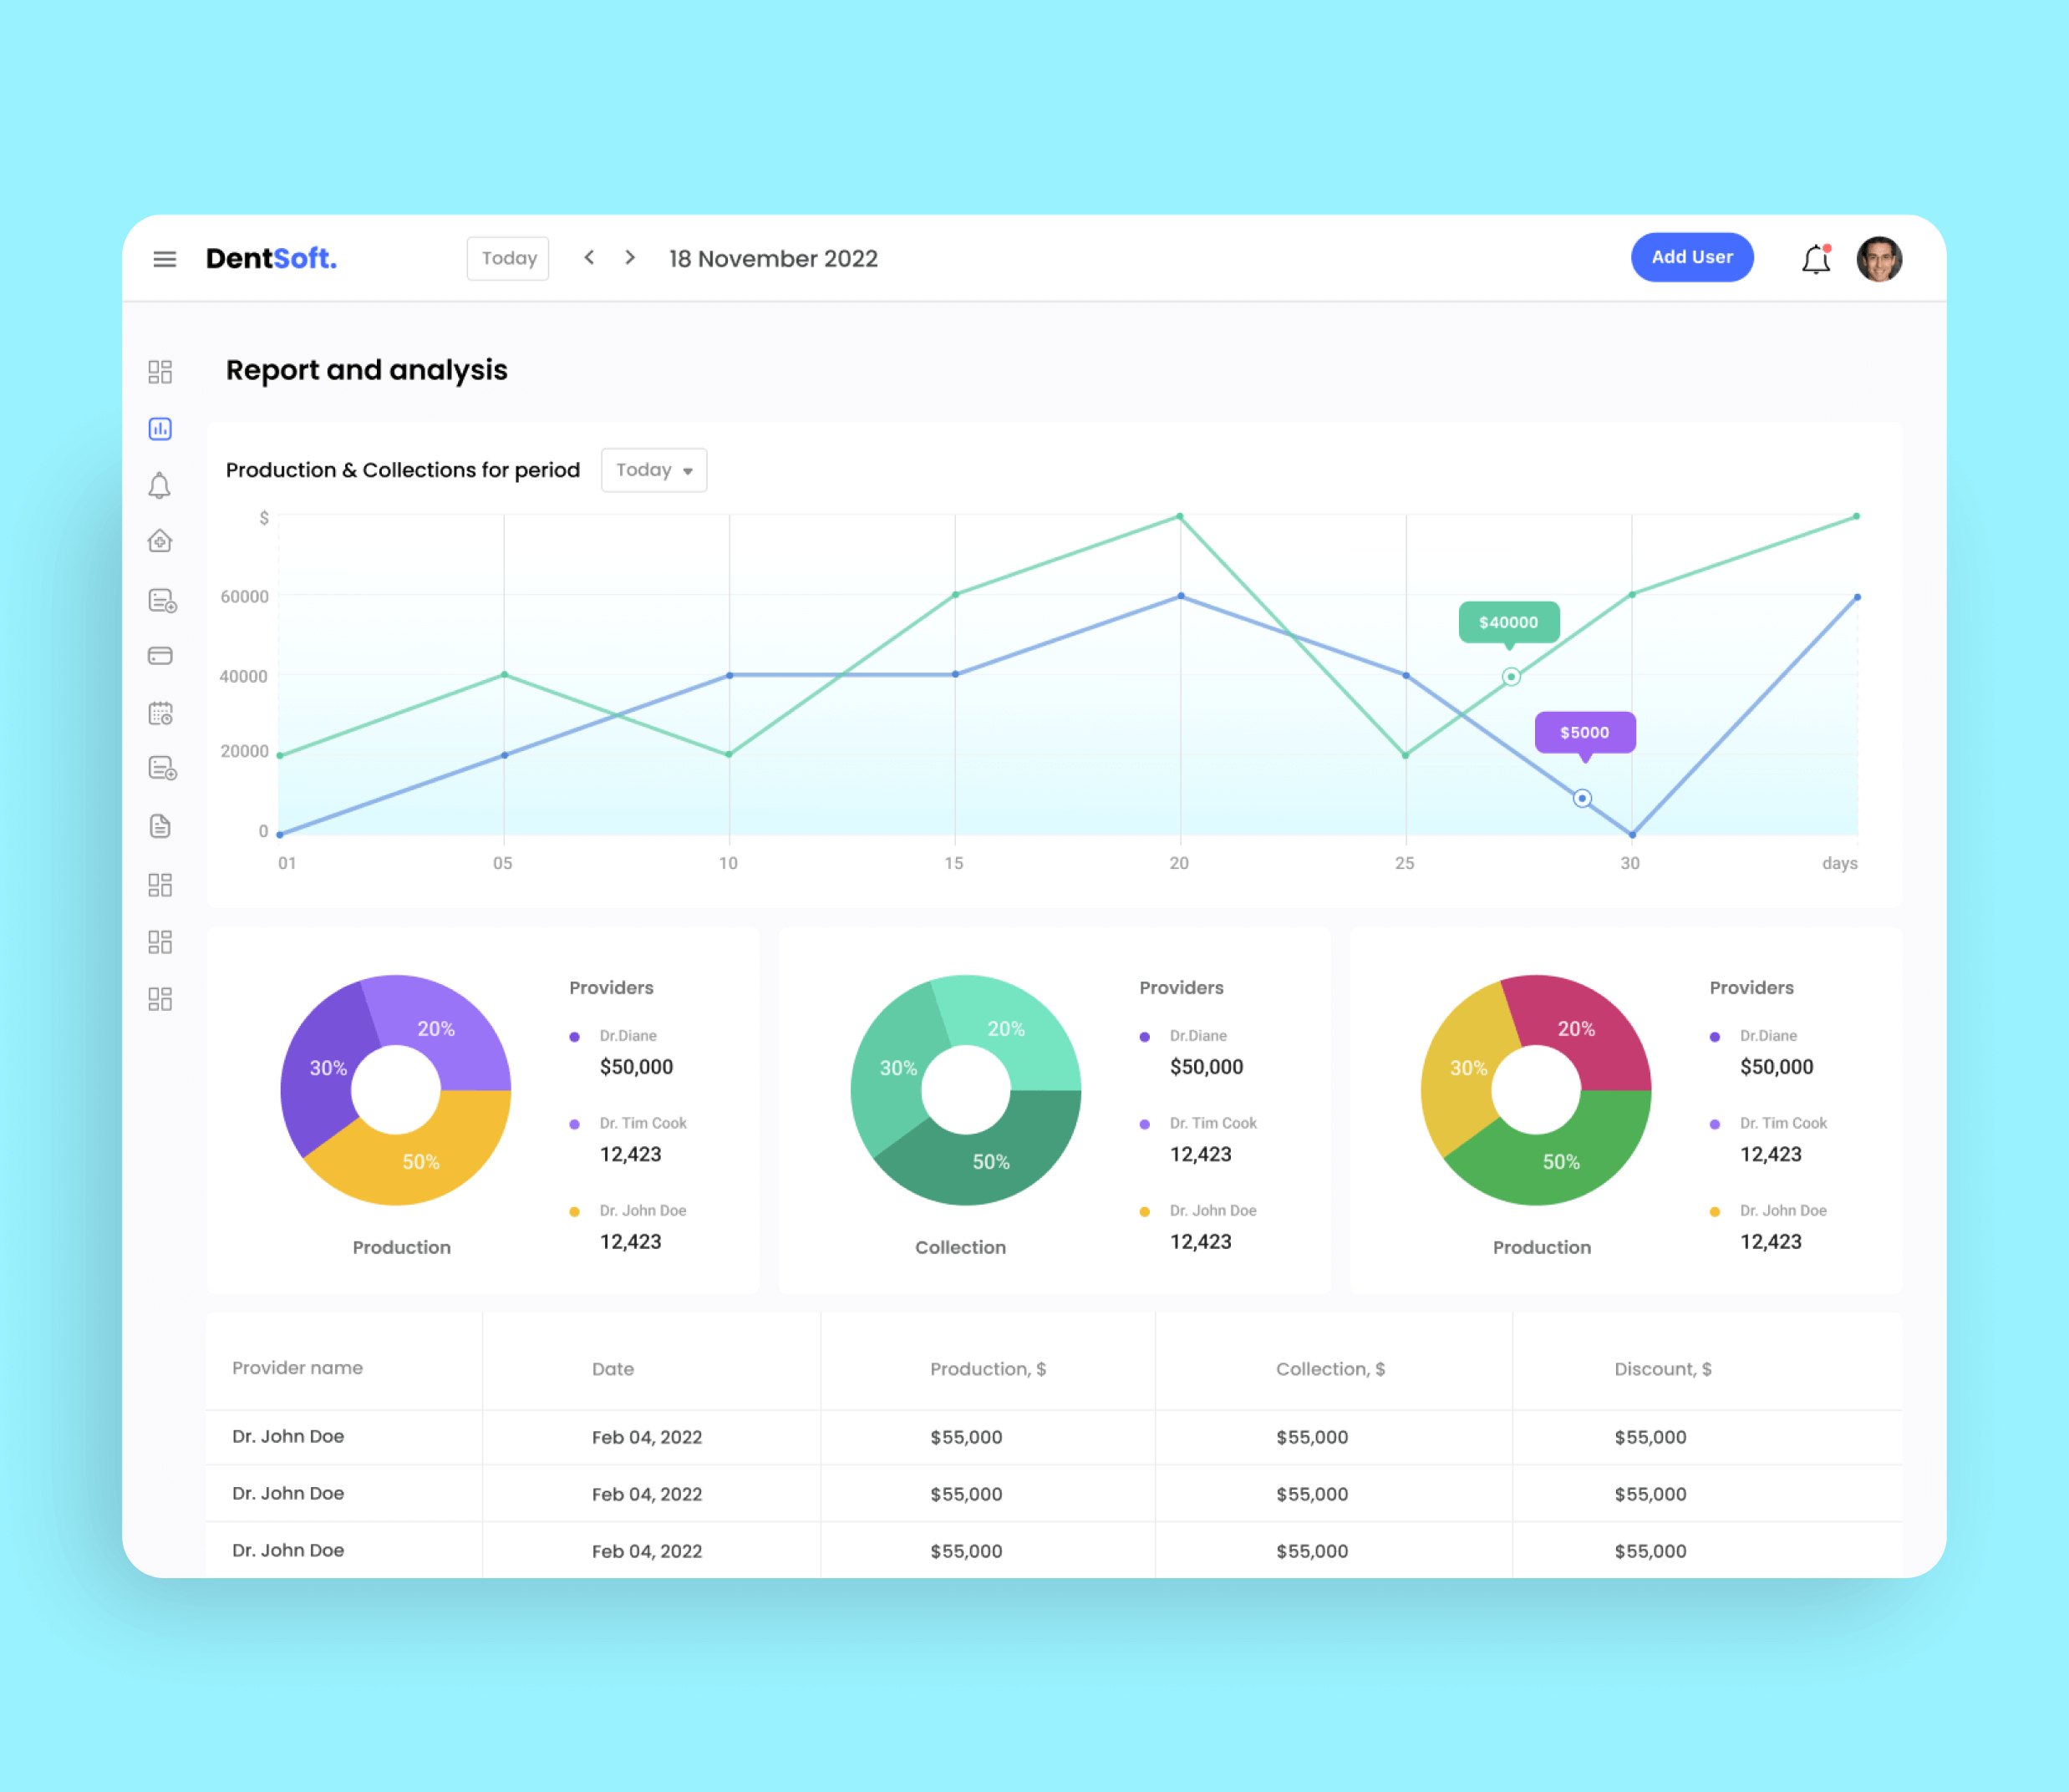 DentSoft.
Today
18 November 2022
Add User
Report and analysis
Production & Collections for period
Today
$
60000
40000
20000
0
$40000
$5000
01 05 10 15 20 25 30 days
20%
30%
50%
Production
Providers
Dr.Diane
$50,000
Dr. Tim Cook
12,423
Dr. John Doe
12,423
20%
30%
50%
Collection
Providers
Dr.Diane
$50,000
Dr. Tim Cook
12,423
Dr. John Doe
12,423
20%
30%
50%
Production
Providers
Dr.Diane
$50,000
Dr. Tim Cook
12,423
Dr. John Doe
12,423
Provider name Date Production, $ Collection, $ Discount, $
Dr. John Doe Feb 04, 2022 $55,000 $55,000 $55,000
Dr. John Doe Feb 04, 2022 $55,000 $55,000 $55,000
Dr. John Doe Feb 04, 2022 $55,000 $55,000 $55,000